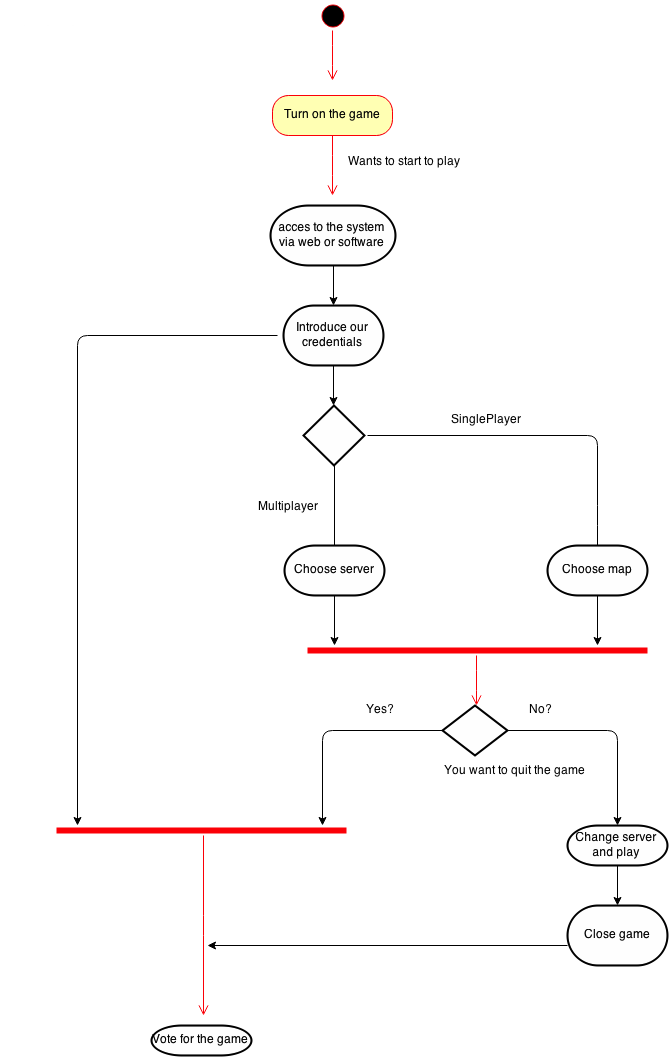 Turn on the game
Wants to start to play
acces to the system
via web or software
Introduce our
credentials
SinglePlayer
Multiplayer
Choose server
Choose map
Yes?
No?
You want to quit the game
Change server
and play
Close game
Vote for the game